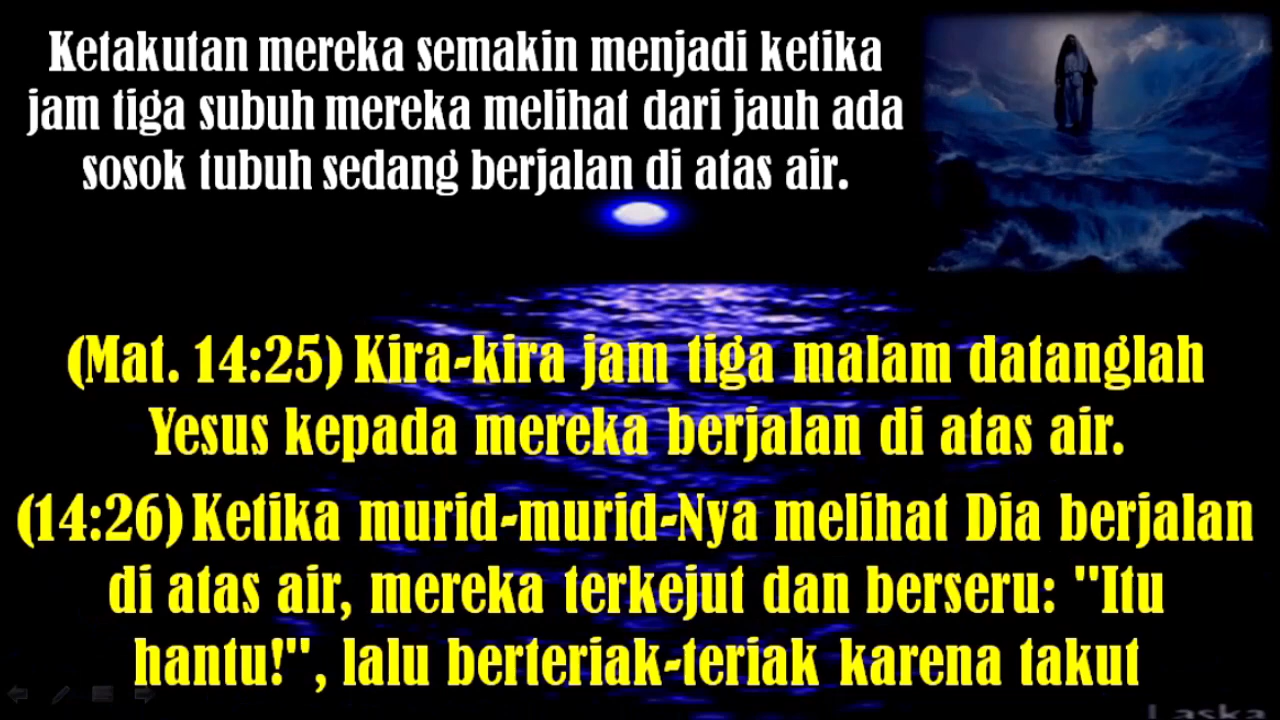 Ketakutan mereka semakin menjadi ketika
jam tiga subuh mereka melihat dari jauh ada
sosok tubuh sedang berjalan di atas air.
(Mat. 14:25) Kira-kira jam tiga malam datanglah
Yesus kepada mereka berjalan di atas air.
(14:26) Ketika murid-murid-Nya melihat Dia berjalan
di atas air, mereka terkejut dan berseru: "Itu
hantu!", lalu berteriak-teriak karena takut
Laska